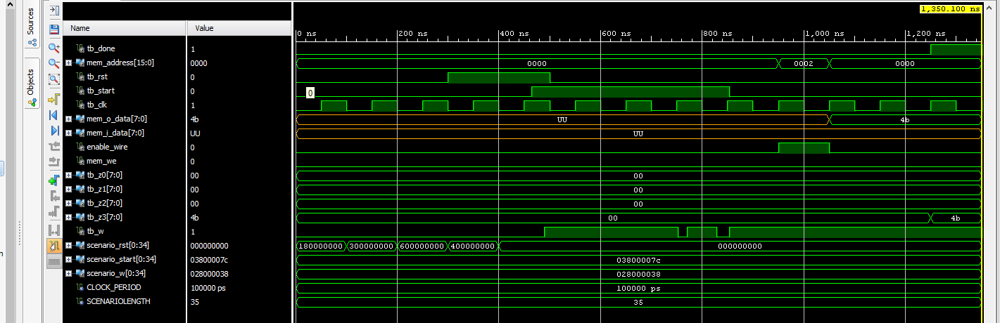 1,350.100 ns
Sources
Objects
Name Value
0 ns 200 ns 400 ns 600 ns 800 ns 1,000 ns 1,200 ns
tb_done 1
mem_address[15:0] 0000 0000 0002 0000
tb_rst 0
tb_start 0 0
tb_clk 1
mem_o_data[7:0] 4b UU 4b
mem_i_data[7:0] UU UU
enable_wire 0
mem_we 0
tb_z0[7:0] 00 00
tb_z1[7:0] 00 00
tb_z2[7:0] 00 00
tb_z3[7:0] 4b 00 4b
tb_w 1
scenario_rst[0:34] 000000000 180000000 300000000 600000000 400000000 000000000
scenario_start[0:34] 03800007c 03800007c
scenario_w[0:34] 028000038 028000038
CLOCK_PERIOD 100000 ps 100000 ps
SCENARIOLENGTH 35 35